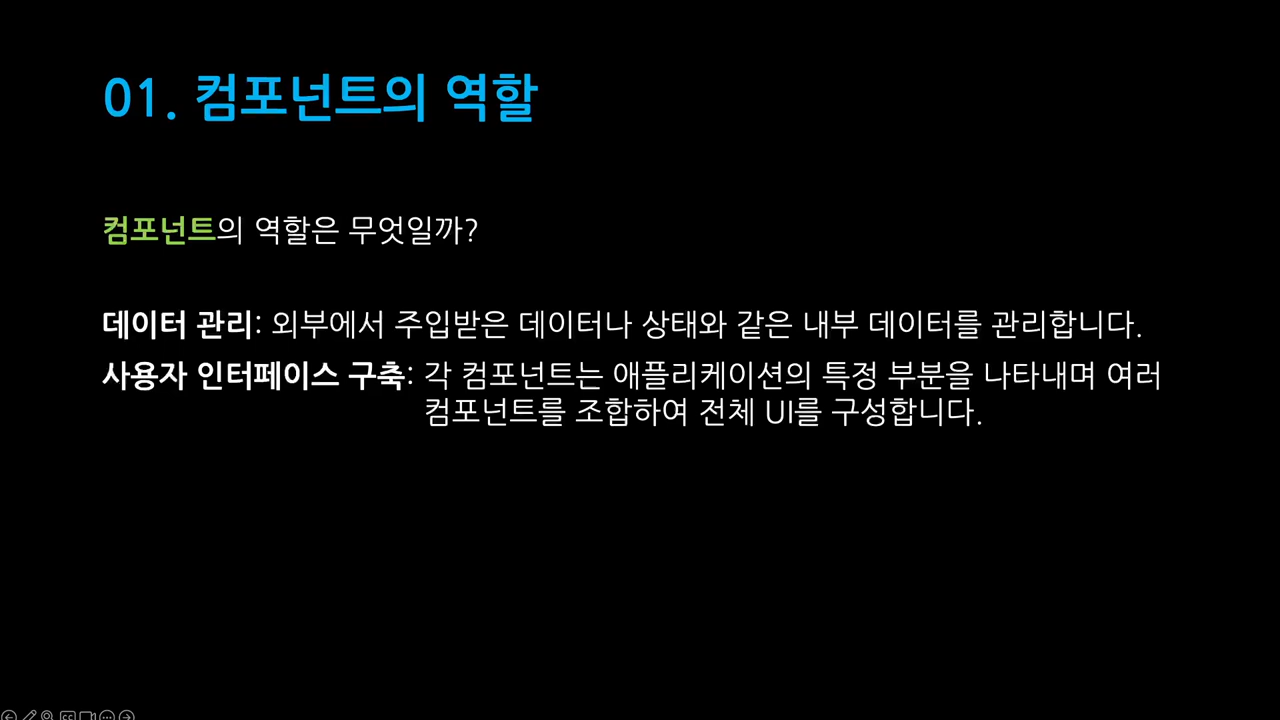 01. 컴포넌트의 역할
컴포넌트의 역할은 무엇일까?
데이터 관리: 외부에서 주입받은 데이터나 상태와 같은 내부 데이터를 관리합니다.
사용자 인터페이스 구축: 각 컴포넌트는 애플리케이션의 특정 부분을 나타내며 여러
컴포넌트를 조합하여 전체 UI를 구성합니다.